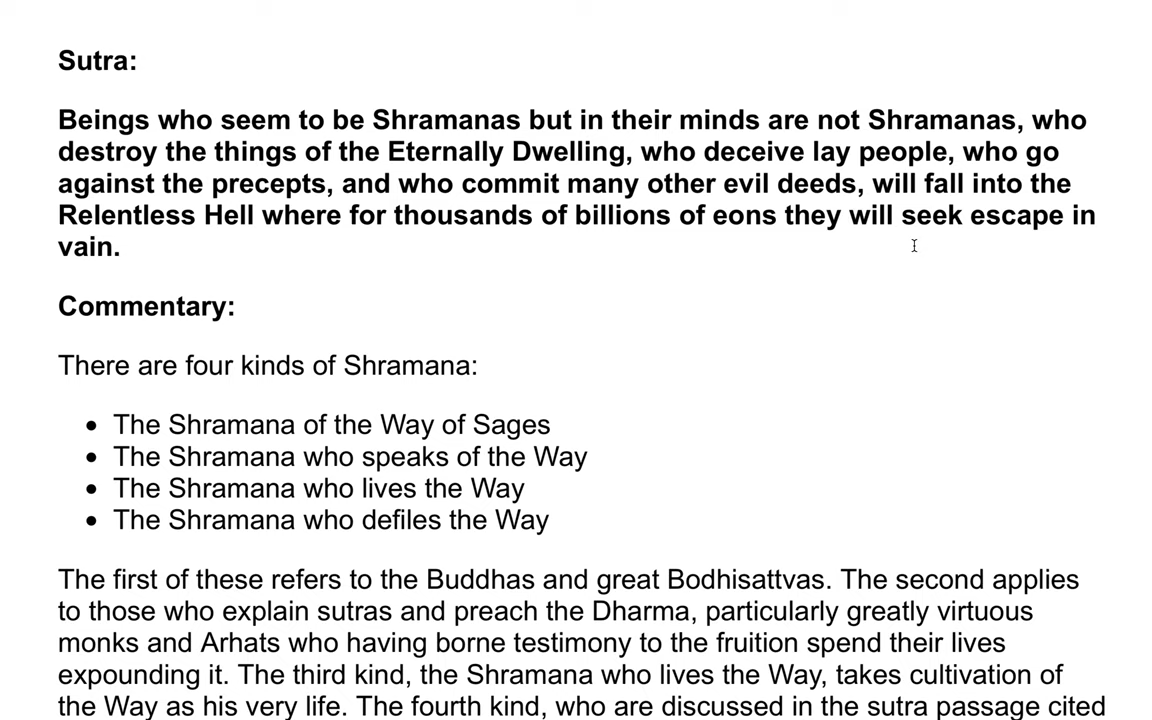 Sutra:
Beings who seem to be Shramanas but in their minds are not Shramanas, who
destroy the things of the Eternally Dwelling, who deceive lay people, who go
against the precepts, and who commit many other evil deeds, will fall into the
Relentless Hell where for thousands of billions of eons they will seek escape in
vain.
Commentary:
There are four kinds of Shramana:
• The Shramana of the Way of Sages
• The Shramana who speaks of the Way
• The Shramana who lives the Way
• The Shramana who defiles the Way
The first of these refers to the Buddhas and great Bodhisattvas. The second applies
to those who explain sutras and preach the Dharma, particularly greatly virtuous
monks and Arhats who having borne testimony to the fruition spend their lives
expounding it. The third kind, the Shramana who lives the Way, takes cultivation of
the Way as his very life. The fourth kind, who are discussed in the sutra passage cited